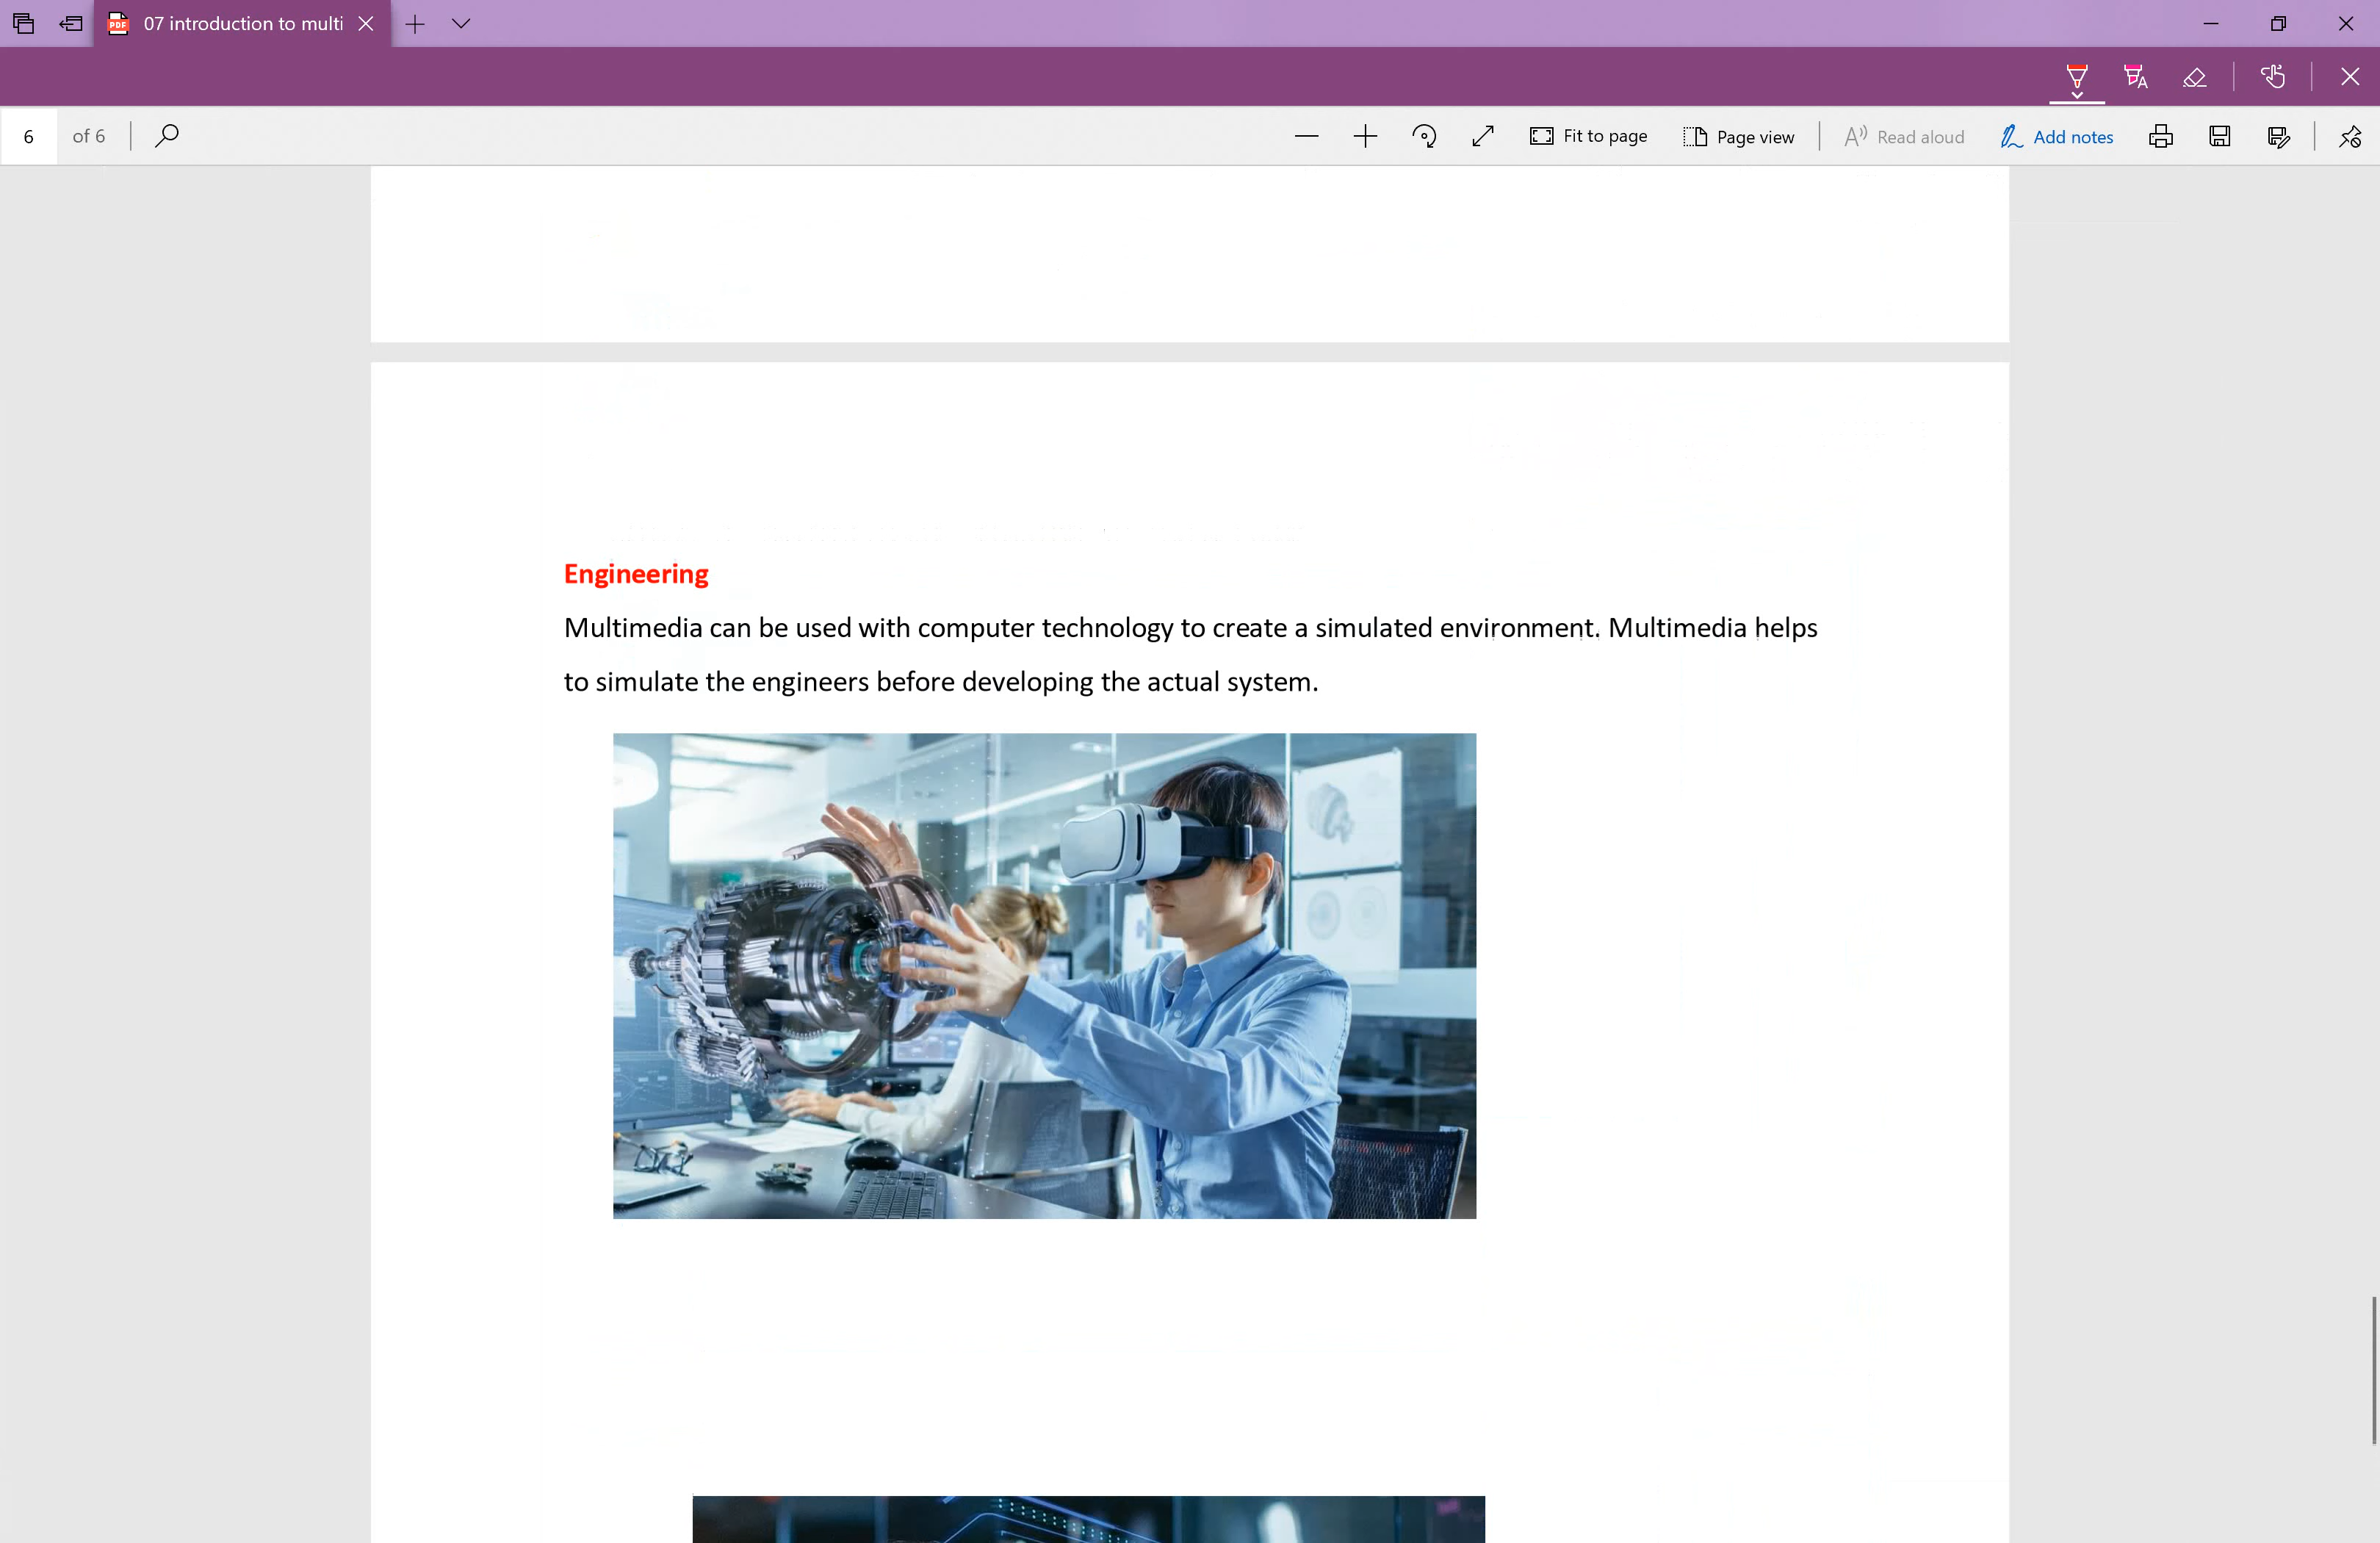 07 introduction to multi
6 of 6
Fit to page
Page view
Read aloud
Add notes
Engineering
Multimedia can be used with computer technology to create a simulated environment. Multimedia helps
to simulate the engineers before developing the actual system.